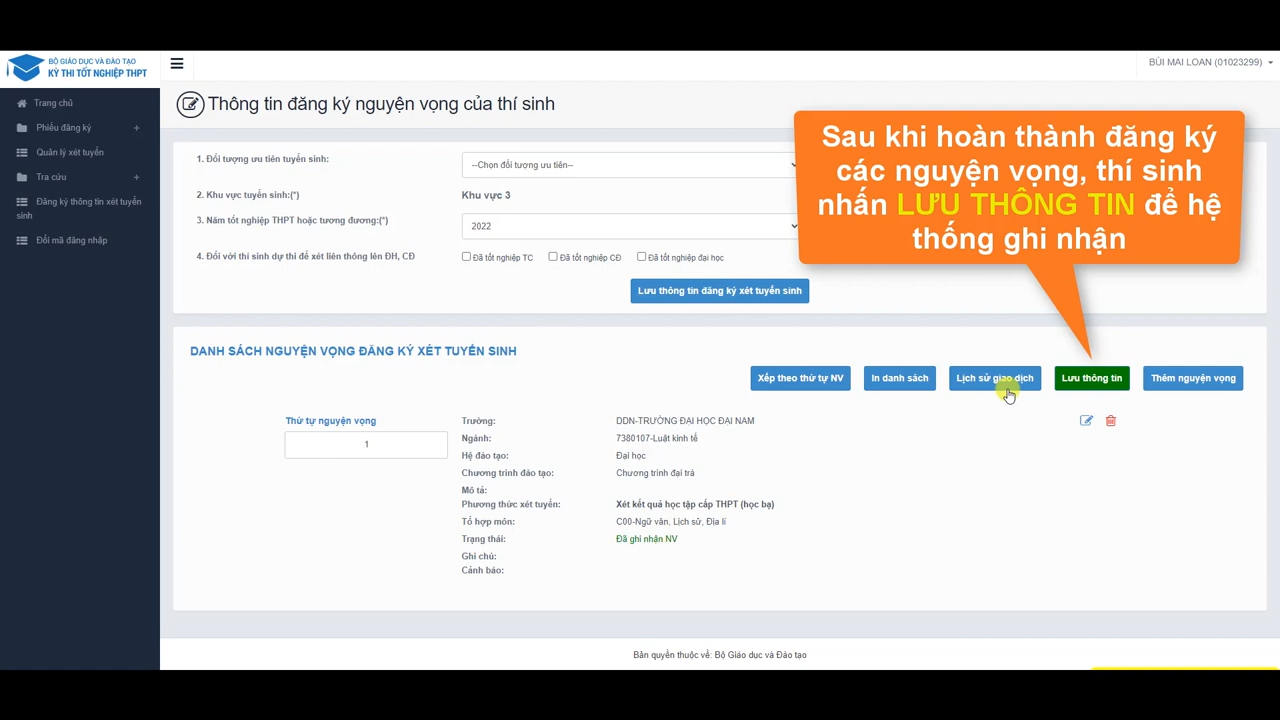 BỘ GIÁO DỤC VÀ ĐÀO TẠO
KỲ THI TỐT NGHIỆP THPT
BÙI MAI LOAN (01023299)
Trang chủ
Phiếu đăng ký
Quản lý xét tuyển
Tra cứu
Đăng ký thông tin xét tuyển
sinh
Đổi mã đăng nhập
Thông tin đăng ký nguyện vọng của thí sinh
1. Đối tượng ưu tiên tuyển sinh:
--Chọn đối tượng ưu tiên--
2. Khu vực tuyển sinh:(*)
Khu vực 3
3. Năm tốt nghiệp THPT hoặc tương đương:(*)
2022
4. Đối với thí sinh dự thi để xét liên thông lên ĐH, CĐ
Đã tốt nghiệp TC
Đã tốt nghiệp CĐ
Đã tốt nghiệp đại học
Lưu thông tin đăng ký xét tuyển sinh
Sau khi hoàn thành đăng ký
các nguyện vọng, thí sinh
nhấn LƯU THÔNG TIN để hệ
thống ghi nhận
DANH SÁCH NGUYỆN VỌNG ĐĂNG KÝ XÉT TUYỂN SINH
Xếp theo thứ tự NV
In danh sách
Lịch sử giao dịch
Lưu thông tin
Thêm nguyện vọng
Thứ tự nguyện vọng
1
Trường:
DDN-TRƯỜNG ĐẠI HỌC ĐẠI NAM
Ngành:
7380107-Luật kinh tế
Hệ đào tạo:
Đại học
Chương trình đào tạo:
Chương trình đại trà
Mô tả:
Phương thức xét tuyển:
Xét kết quả học tập cấp THPT (học bạ)
Tổ hợp môn:
C00-Ngữ văn, Lịch sử, Địa lí
Trạng thái:
Đã ghi nhận NV
Ghi chú:
Cảnh báo:
Bản quyền thuộc về: Bộ Giáo dục và Đào tạo